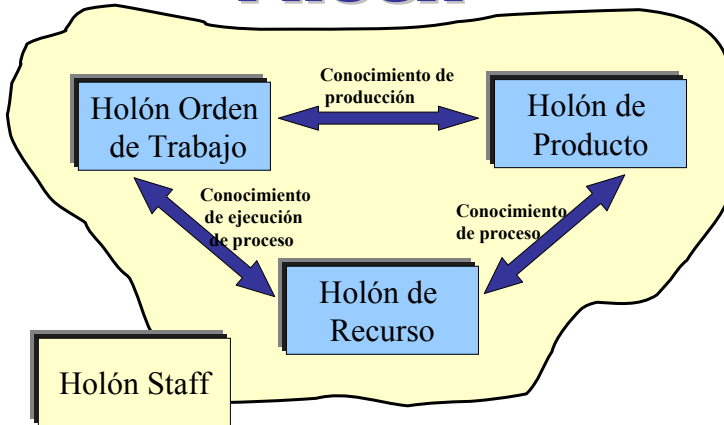 Conocimiento de
producción
Holón Orden
de Trabajo
Holón de
Producto
Conocimiento
de ejecución
de proceso
Conocimiento
de proceso
Holón de
Recurso
Holón Staff